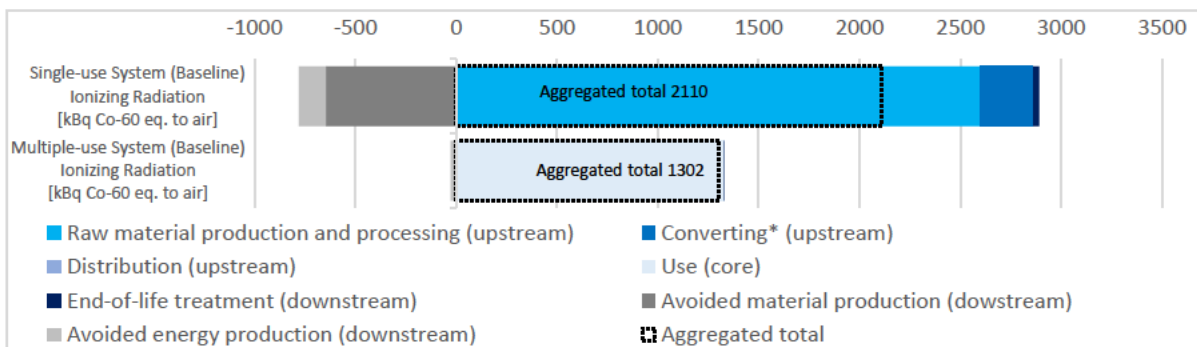 -1000 -500 0 500 1000 1500 2000 2500 3000 3500
Single-use System (Baseline)
Ionizing Radiation
[kBq Co-60 eq. to air]
Aggregated total 2110
Multiple-use System (Baseline)
Ionizing Radiation
[kBq Co-60 eq. to air]
Aggregated total 1302
Raw material production and processing (upstream) Converting* (upstream)
Distribution (upstream) Use (core)
End-of-life treatment (downstream) Avoided material production (dowstream)
Avoided energy production (downstream) Aggregated total